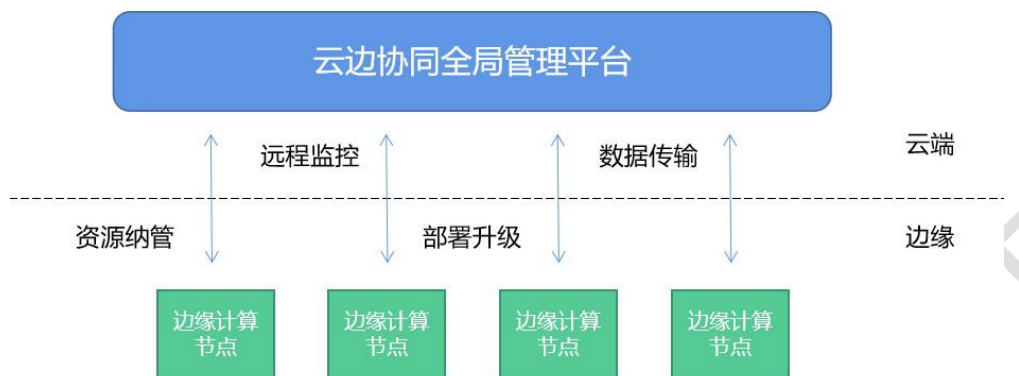 云边协同全局管理平台
远程监控
数据传输
云端
资源纳管
部署升级
边缘
边缘计算
节点
边缘计算
节点
边缘计算
节点
边缘计算
节点